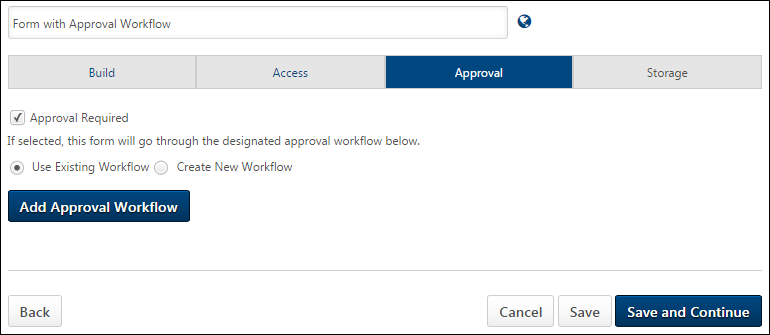 Form with Approval Workflow
Build Access Approval Storage
Approval Required
If selected, this form will go through the designated approval workflow below.
Use Existing Workflow Create New Workflow
Add Approval Workflow
Back Cancel Save Save and Continue